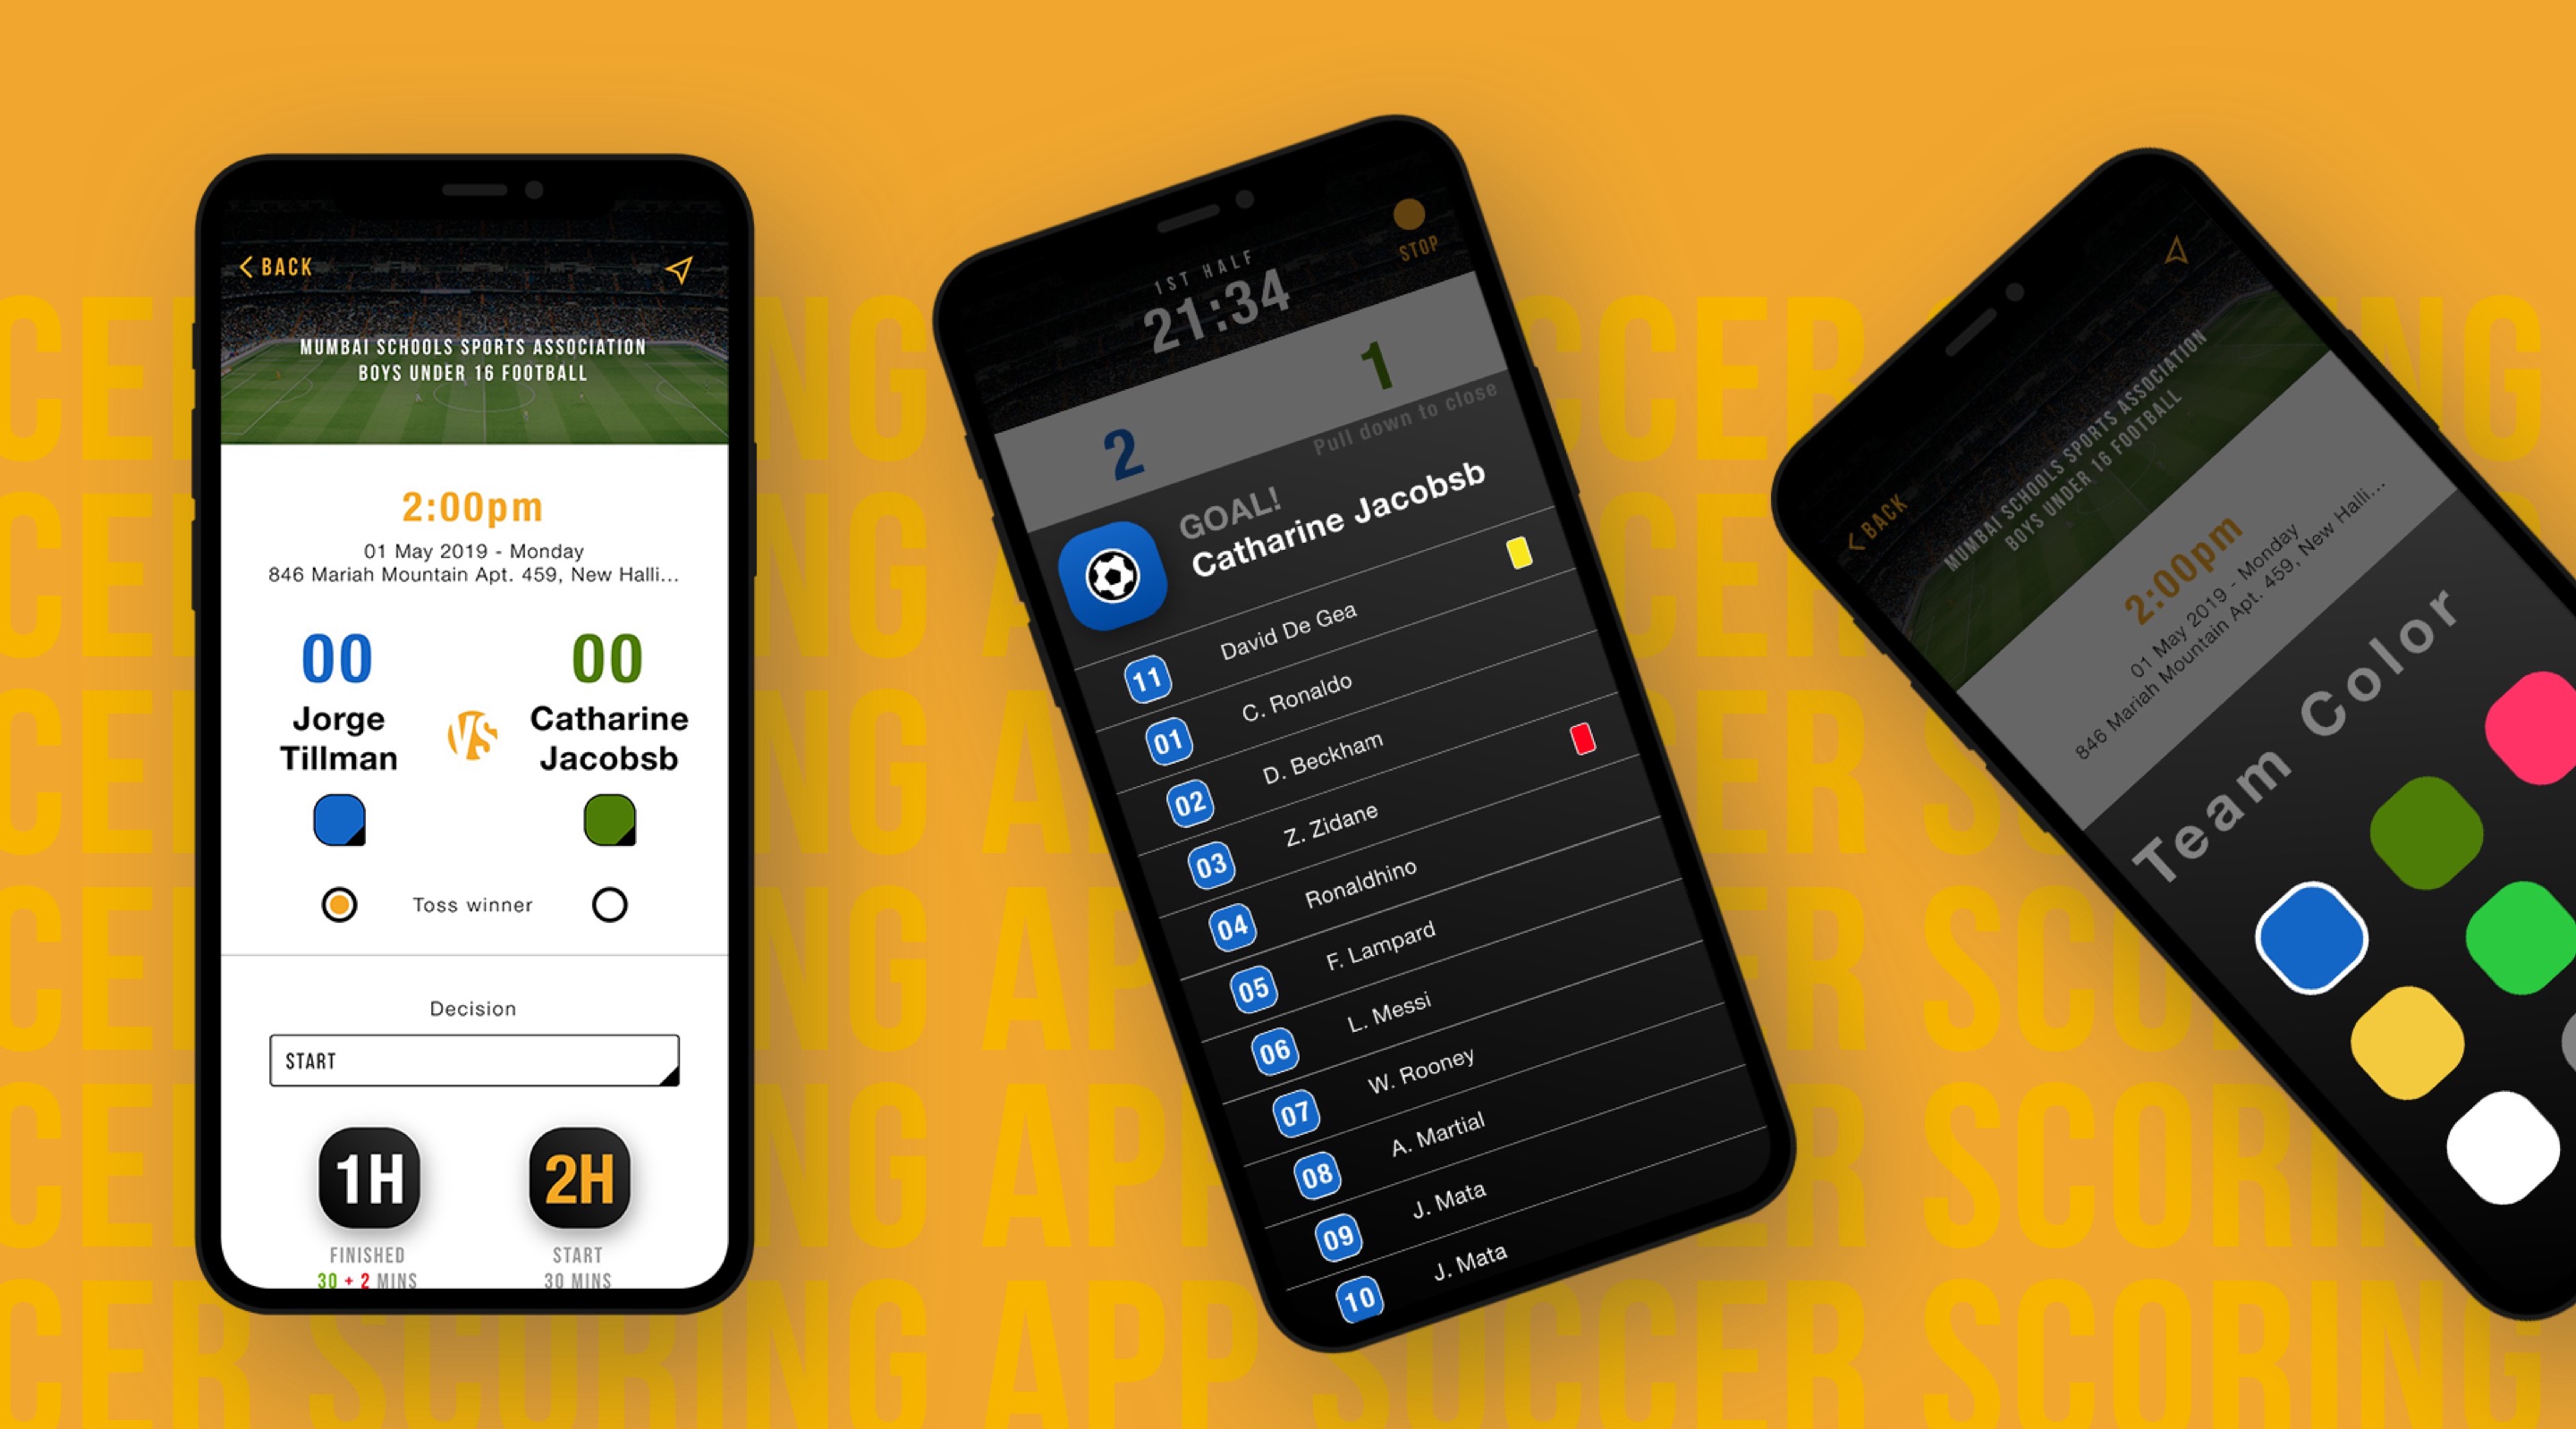 BACK
MUMBAI SCHOOLS SPORTS ASSOCIATION
BOYS UNDER 16 FOOTBALL
2:00pm
01 May 2019 - Monday
846 Mariah Mountain Apt. 459, New Halli...
00
00
Jorge
Tillman
VS
Catharine
Jacobsb
Toss winner
Decision
START
1H
2H
FINISHED
START
30 + 2 MINS
30 MINS
1ST HALF
21:34
STOP
2
1
Pull down to close
GOAL!
Catharine Jacobsb
11 David De Gea
01 C. Ronaldo
02 D. Beckham
03 Z. Zidane
04 Ronaldhino
05 F. Lampard
06 L. Messi
07 W. Rooney
08 A. Martial
09 J. Mata
10 J. Mata
BACK
MUMBAI SCHOOLS SPORTS ASSOCIATION
BOYS UNDER 16 FOOTBALL
2:00pm
01 May 2019 - Monday
846 Mariah Mountain Apt. 459, New Halli...
Team Color
CER SCORING APP SOCCER SCORING